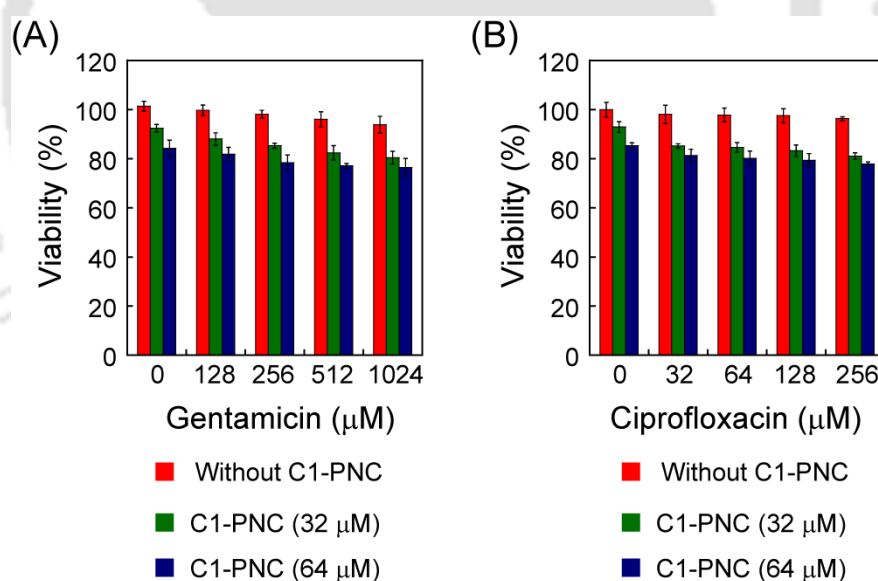 (A)
120
100
80
60
40
20
0
Viability (%)
0 128 256 512 1024
Gentamicin (μM)
Without C1-PNC
C1-PNC (32 μM)
C1-PNC (64 μM)
(B)
120
100
80
60
40
20
0
Viability (%)
0 32 64 128 256
Ciprofloxacin (μM)
Without C1-PNC
C1-PNC (32 μM)
C1-PNC (64 μM)